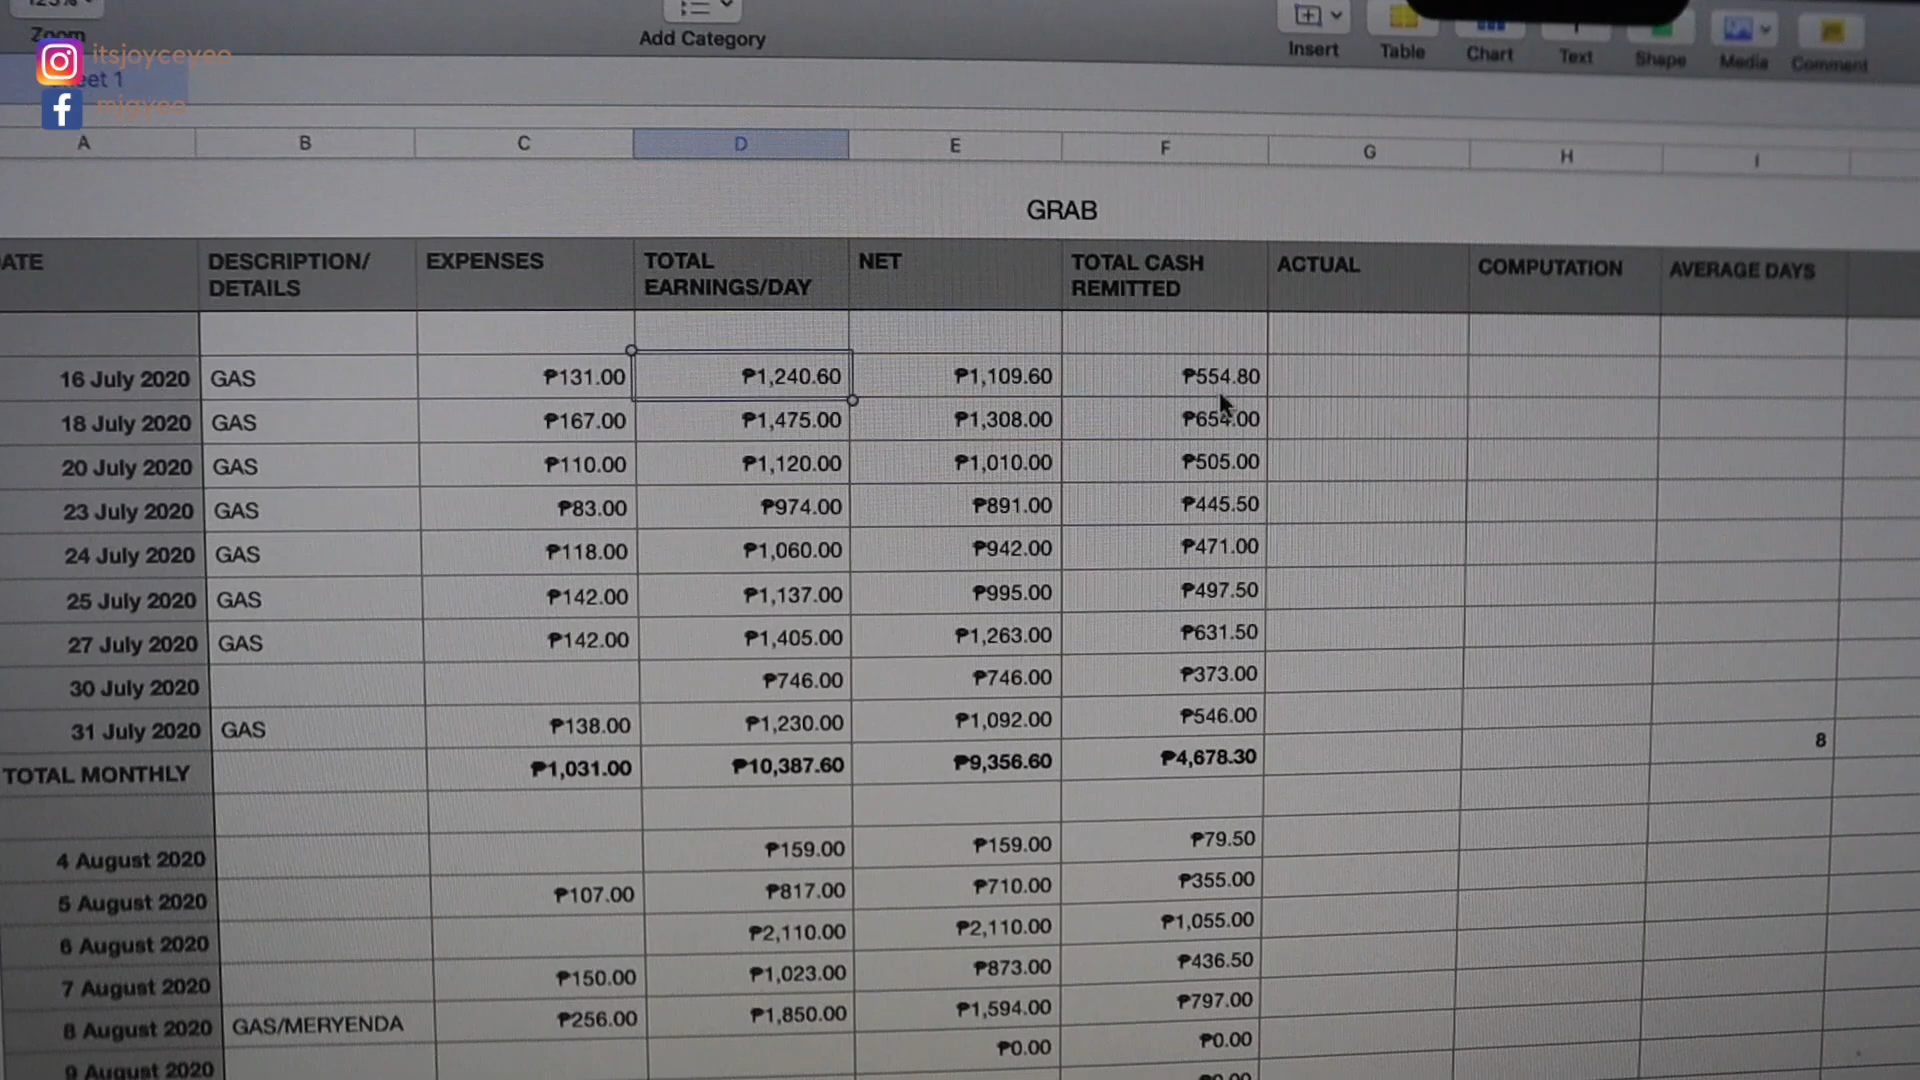 Zoom
Add Category
Insert
Table
Chart
Text
Shape
Media
Comment
itsjoyceyeo
eet 1
mjgyeo
A B C D E F G H I
GRAB
ATE DESCRIPTION/ DETAILS EXPENSES TOTAL EARNINGS/DAY NET TOTAL CASH REMITTED ACTUAL COMPUTATION AVERAGE DAYS
16 July 2020 GAS ₱131.00 ₱1,240.60 ₱1,109.60 ₱554.80
18 July 2020 GAS ₱167.00 ₱1,475.00 ₱1,308.00 ₱654.00
20 July 2020 GAS ₱110.00 ₱1,120.00 ₱1,010.00 ₱505.00
23 July 2020 GAS ₱83.00 ₱974.00 ₱891.00 ₱445.50
24 July 2020 GAS ₱118.00 ₱1,060.00 ₱942.00 ₱471.00
25 July 2020 GAS ₱142.00 ₱1,137.00 ₱995.00 ₱497.50
27 July 2020 GAS ₱142.00 ₱1,405.00 ₱1,263.00 ₱631.50
30 July 2020 ₱746.00 ₱746.00 ₱373.00
31 July 2020 GAS ₱138.00 ₱1,230.00 ₱1,092.00 ₱546.00
TOTAL MONTHLY ₱1,031.00 ₱10,387.60 ₱9,356.60 ₱4,678.30 8
4 August 2020 ₱159.00 ₱159.00 ₱79.50
5 August 2020 ₱107.00 ₱817.00 ₱710.00 ₱355.00
6 August 2020 ₱2,110.00 ₱2,110.00 ₱1,055.00
7 August 2020 ₱150.00 ₱1,023.00 ₱873.00 ₱436.50
8 August 2020 GAS/MERYENDA ₱256.00 ₱1,850.00 ₱1,594.00 ₱797.00
9 August 2020 ₱0.00 ₱0.00